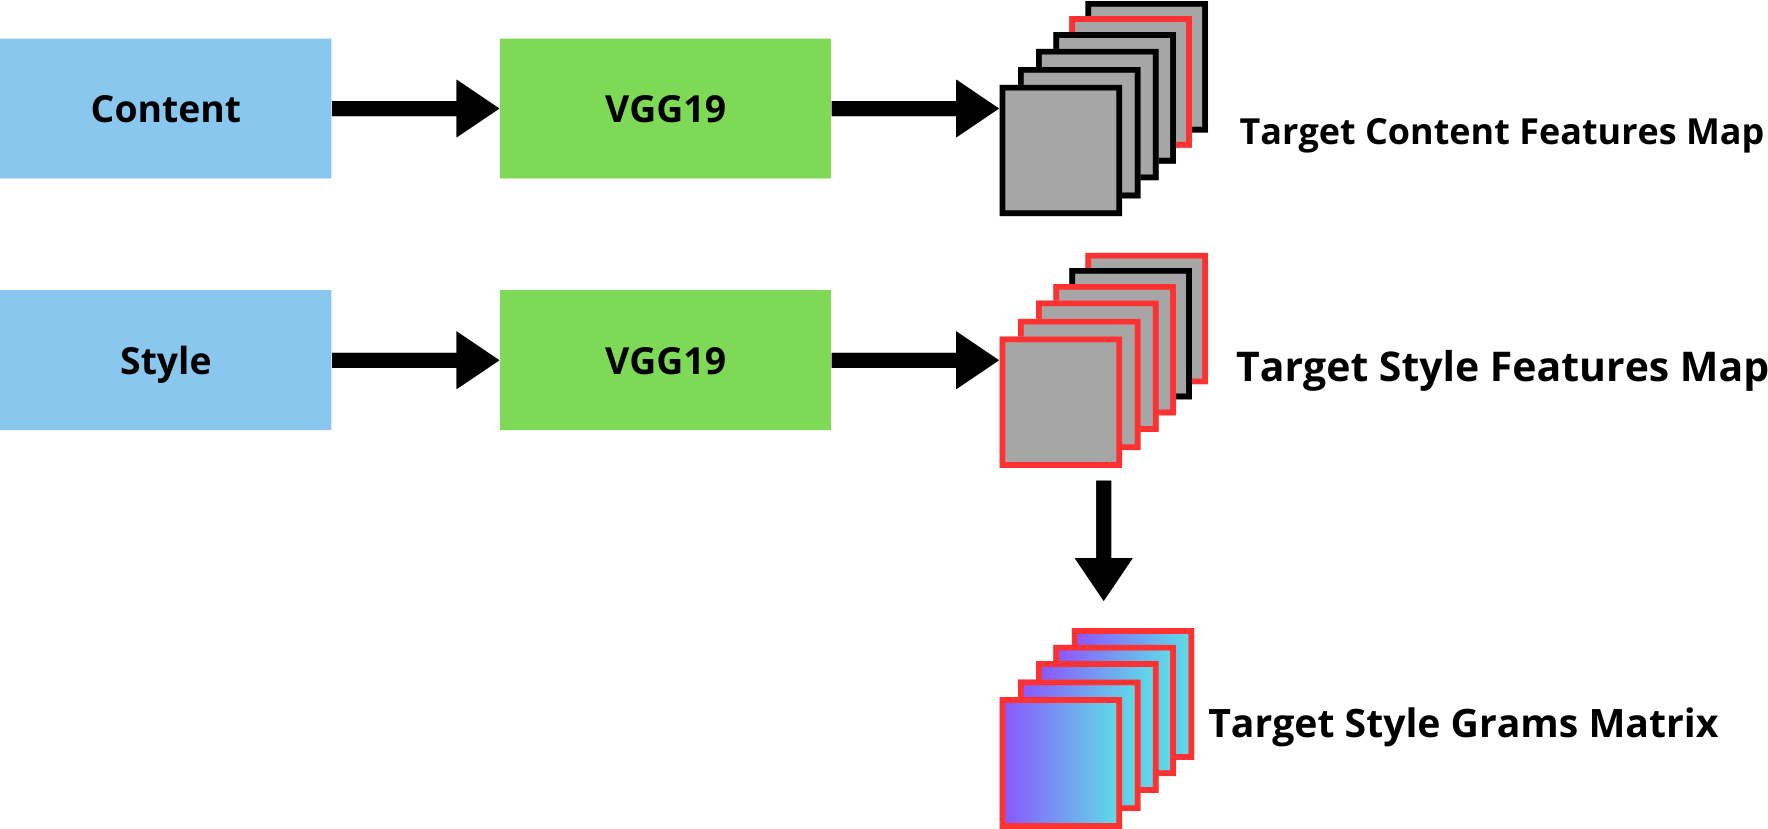 Content
VGG19
Target Content Features Map
Style
VGG19
Target Style Features Map
Target Style Grams Matrix